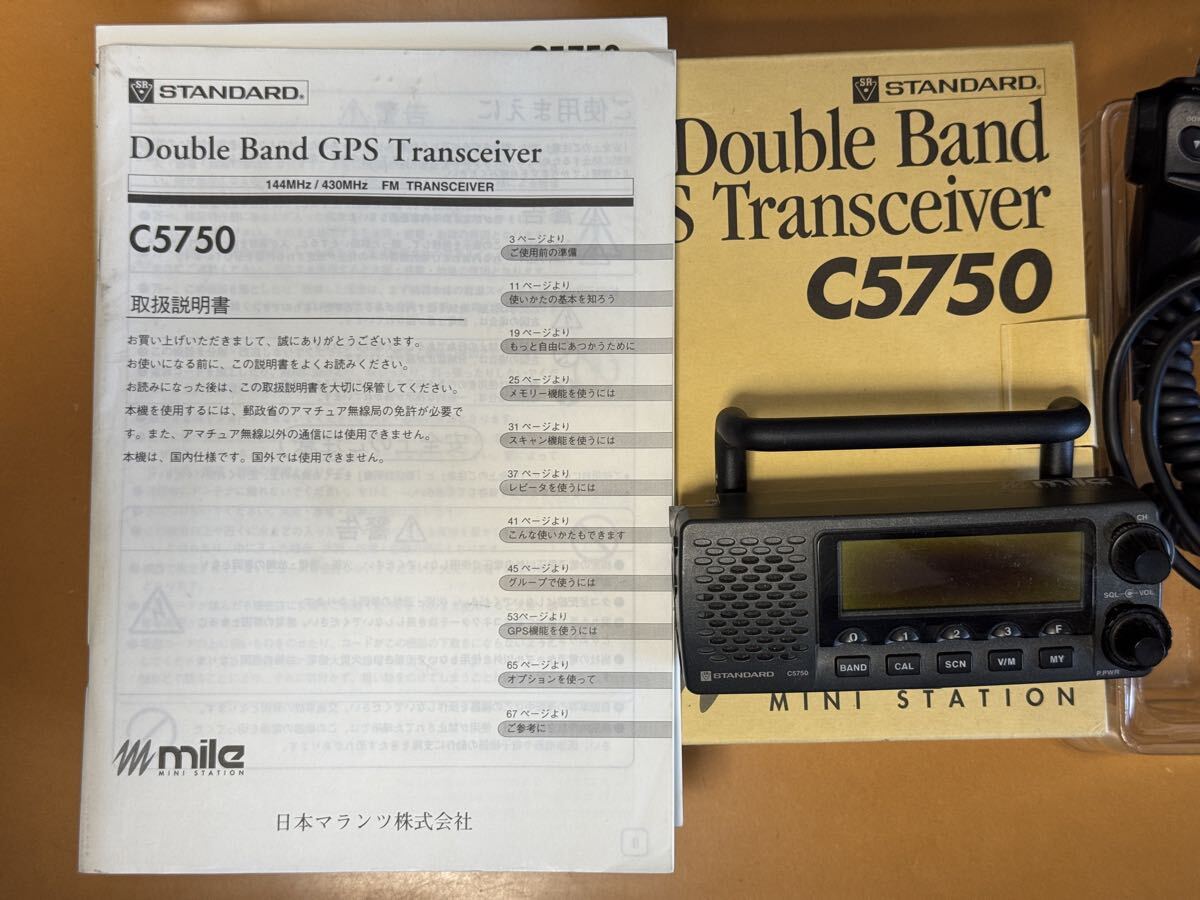 C5750
SR
STANDARD®
Double Band GPS Transceiver
144MHz / 430MHz FM TRANSCEIVER
C5750
取扱説明書
お買い上げいただきまして、誠にありがとうございます。
お使いになる前に、この説明書をよくお読みください。
お読みになった後は、この取扱説明書を大切に保管してください。
本機を使用するには、郵政省のアマチュア無線局の免許が必要で
す。また、アマチュア無線以外の通信には使用できません。
本機は、国内仕様です。国外では使用できません。
3ページより
ご使用前の準備
11ページより
使いかたの基本を知ろう
19ページより
もっと自由にあつかうために
25ページより
メモリー機能を使うには
31ページより
スキャン機能を使うには
37ページより
レピータを使うには
41ページより
こんな使いかたもできます
45ページより
グループで使うには
53ページより
GPS機能を使うには
65ページより
オプションを使って
67ページより
ご参考に
mile
MINI STATION
日本マランツ株式会社
SR
STANDARD®
Double Band
S Transceiver
C5750
MINI STATION
mile
CH
SQL VOL
P.PWR
0 1 2 3 F
BAND CAL SCN V/M MY
STANDARD C5750